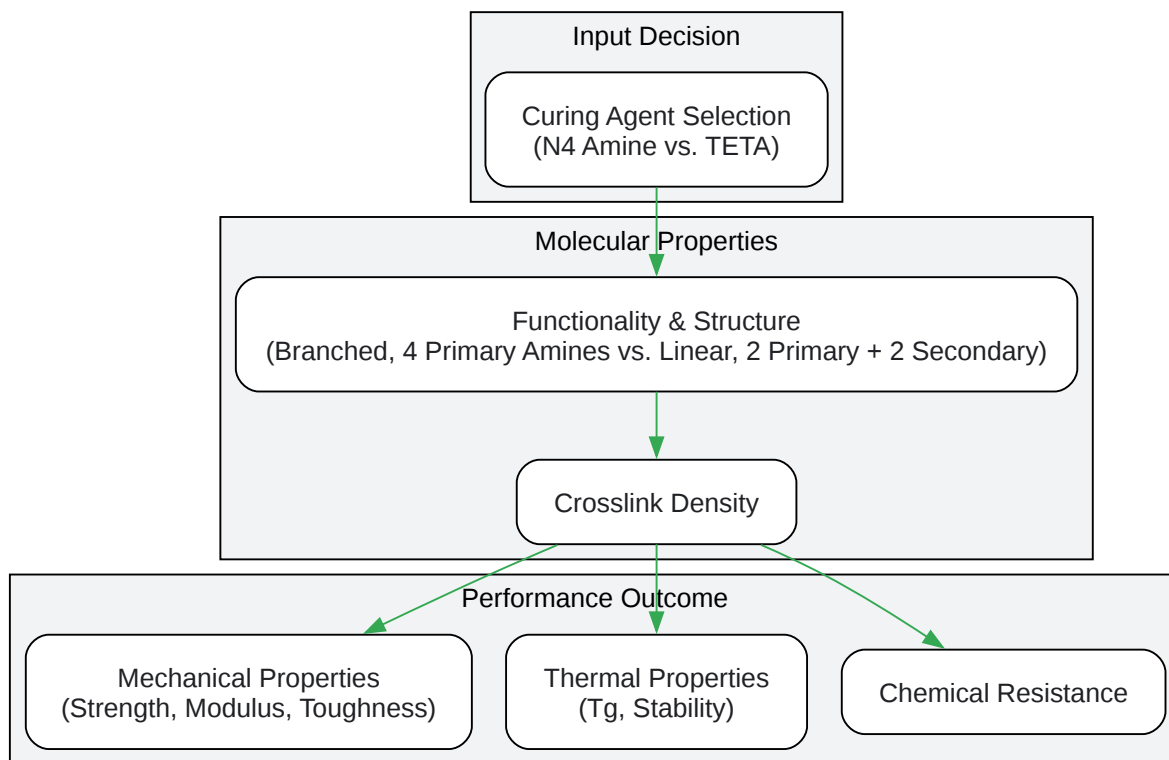 Input Decision
Curing Agent Selection
(N4 Amine vs. TETA)
Molecular Properties
Functionality & Structure
(Branched, 4 Primary Amines vs. Linear, 2 Primary + 2 Secondary)
Crosslink Density
Performance Outcome
Mechanical Properties
(Strength, Modulus, Toughness)
Thermal Properties
(Tg, Stability)
Chemical Resistance